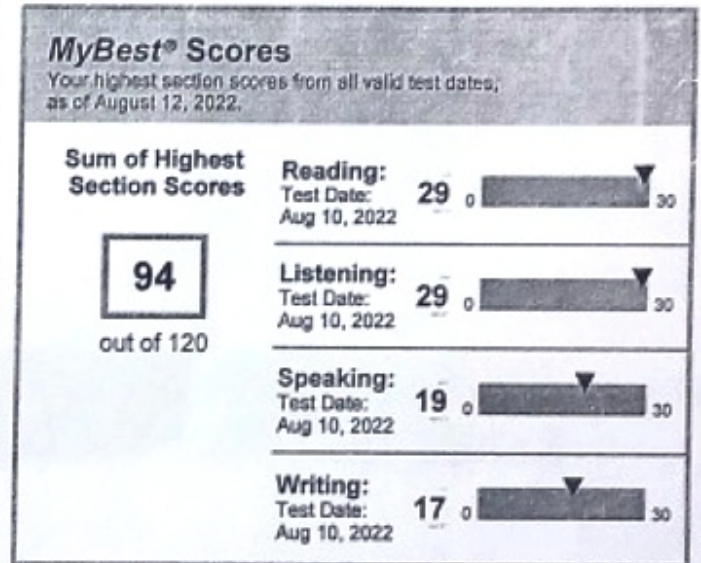 MyBest® Scores
Your highest section scores from all valid test dates,
as of August 12, 2022.
Sum of Highest
Section Scores
94
out of 120
Reading:
Test Date:
Aug 10, 2022
29
0
30
Listening:
Test Date:
Aug 10, 2022
29
0
30
Speaking:
Test Date:
Aug 10, 2022
19
0
30
Writing:
Test Date:
Aug 10, 2022
17
0
30